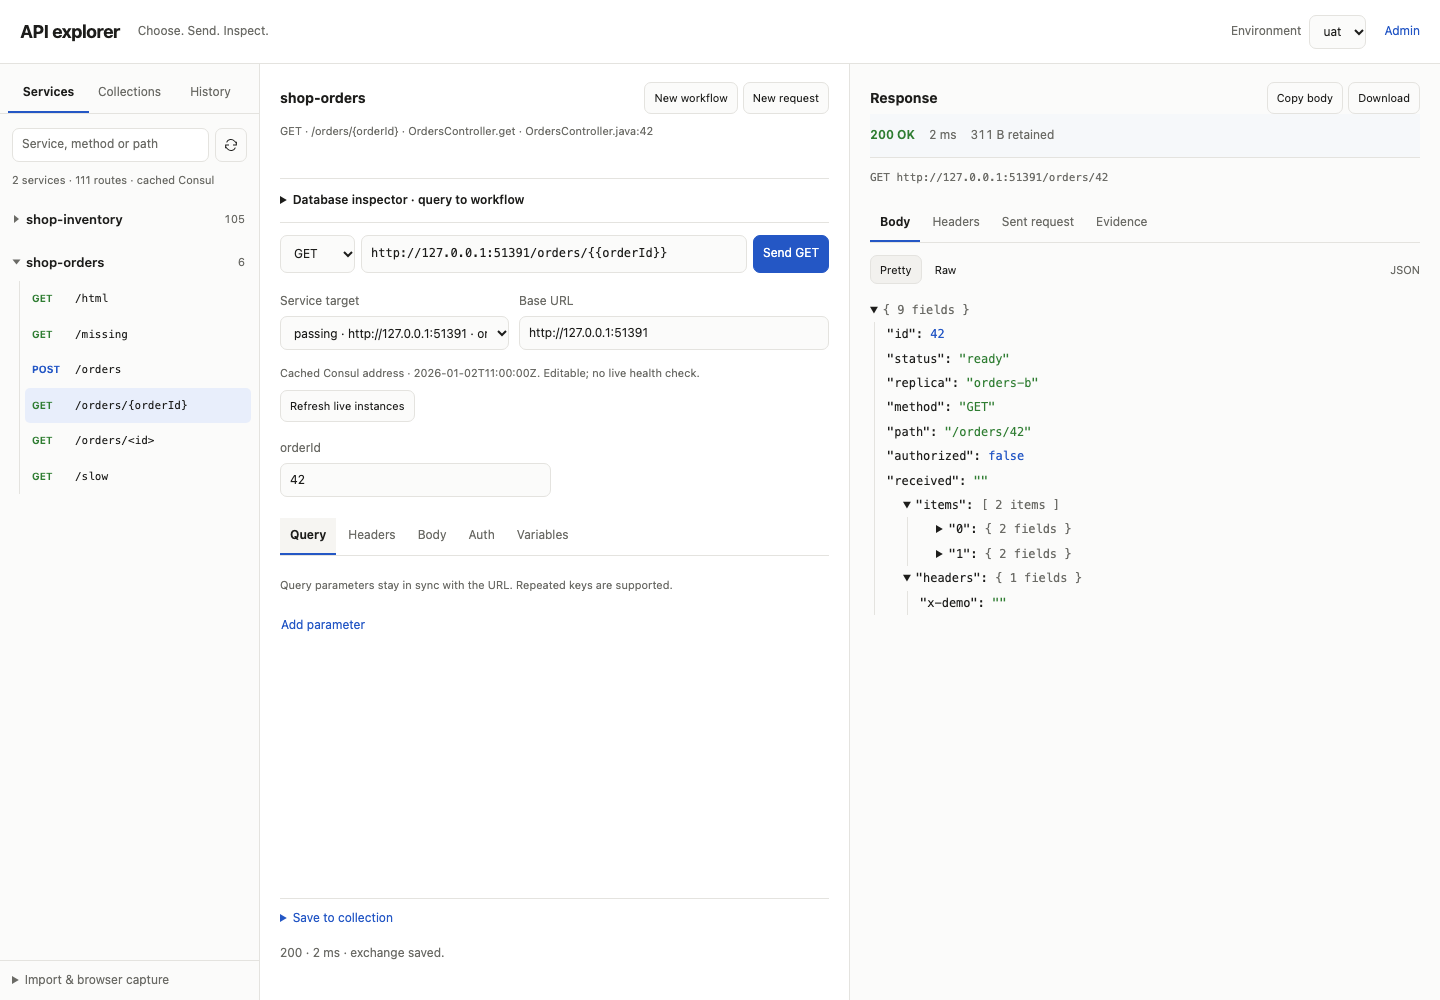 API explorer
Choose. Send. Inspect.
Environment
uat
Admin
Services
Collections
History
Service, method or path
2 services · 111 routes · cached Consul
shop-inventory
105
shop-orders
6
GET /html
GET /missing
POST /orders
GET /orders/{orderId}
GET /orders/<id>
GET /slow
Import & browser capture
shop-orders
New workflow
New request
GET · /orders/{orderId} · OrdersController.get · OrdersController.java:42
Database inspector · query to workflow
GET
http://127.0.0.1:51391/orders/{{orderId}}
Send GET
Service target
Base URL
passing · http://127.0.0.1:51391 · or
http://127.0.0.1:51391
Cached Consul address · 2026-01-02T11:00:00Z. Editable; no live health check.
Refresh live instances
orderId
42
Query
Headers
Body
Auth
Variables
Query parameters stay in sync with the URL. Repeated keys are supported.
Add parameter
Save to collection
200 · 2 ms · exchange saved.
Response
Copy body
Download
200 OK
2 ms
311 B retained
GET http://127.0.0.1:51391/orders/42
Body
Headers
Sent request
Evidence
Pretty
Raw
JSON
{ 9 fields }
"id": 42
"status": "ready"
"replica": "orders-b"
"method": "GET"
"path": "/orders/42"
"authorized": false
"received": ""
"items": [ 2 items ]
"0": { 2 fields }
"1": { 2 fields }
"headers": { 1 fields }
"x-demo": ""